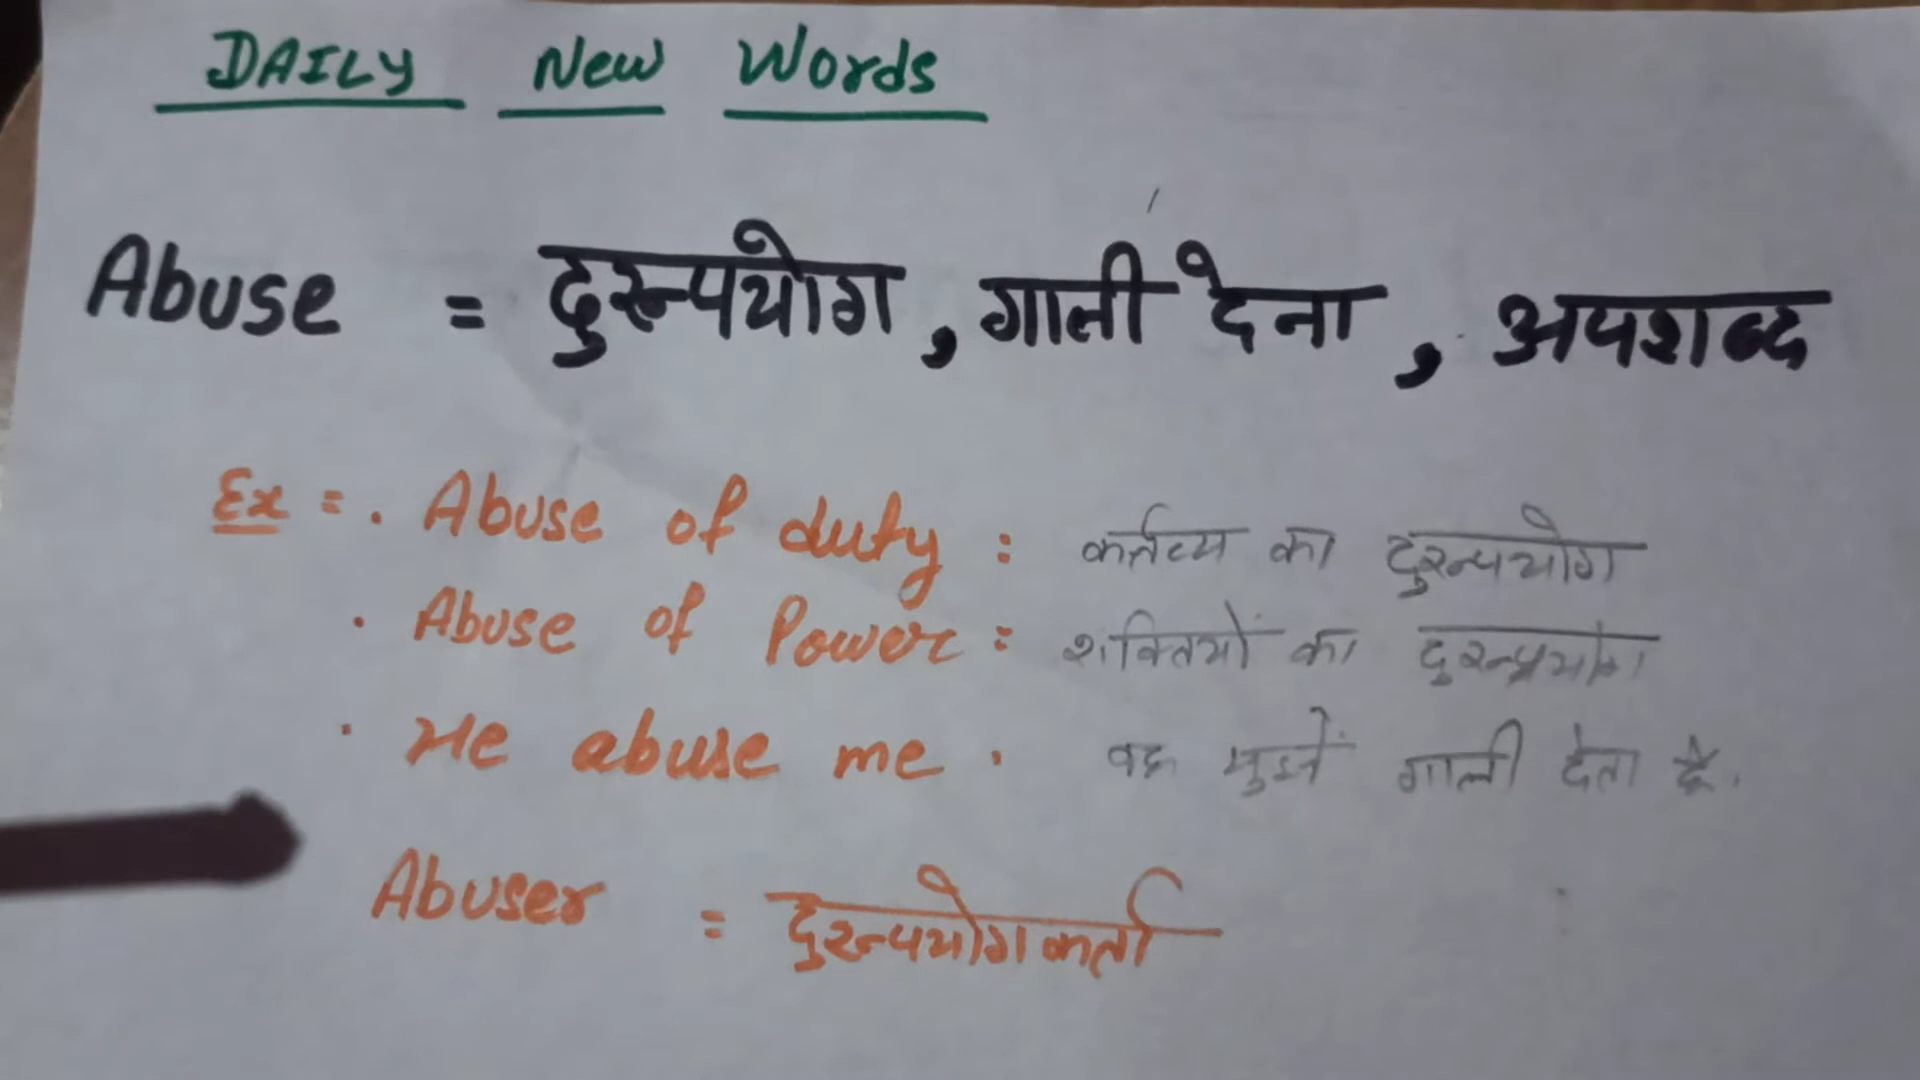 DAILY New Words
Abuse = दुरूपयोग, गाली देना, अपशब्द
Ex = . Abuse of duty : कर्त्तव्य का दुरूपयोग
. Abuse of Power : शक्तियों का दुरूपयोग
. He abuse me . वह मुझें गाली देता है.
Abuser = दुरूपयोगकर्ता